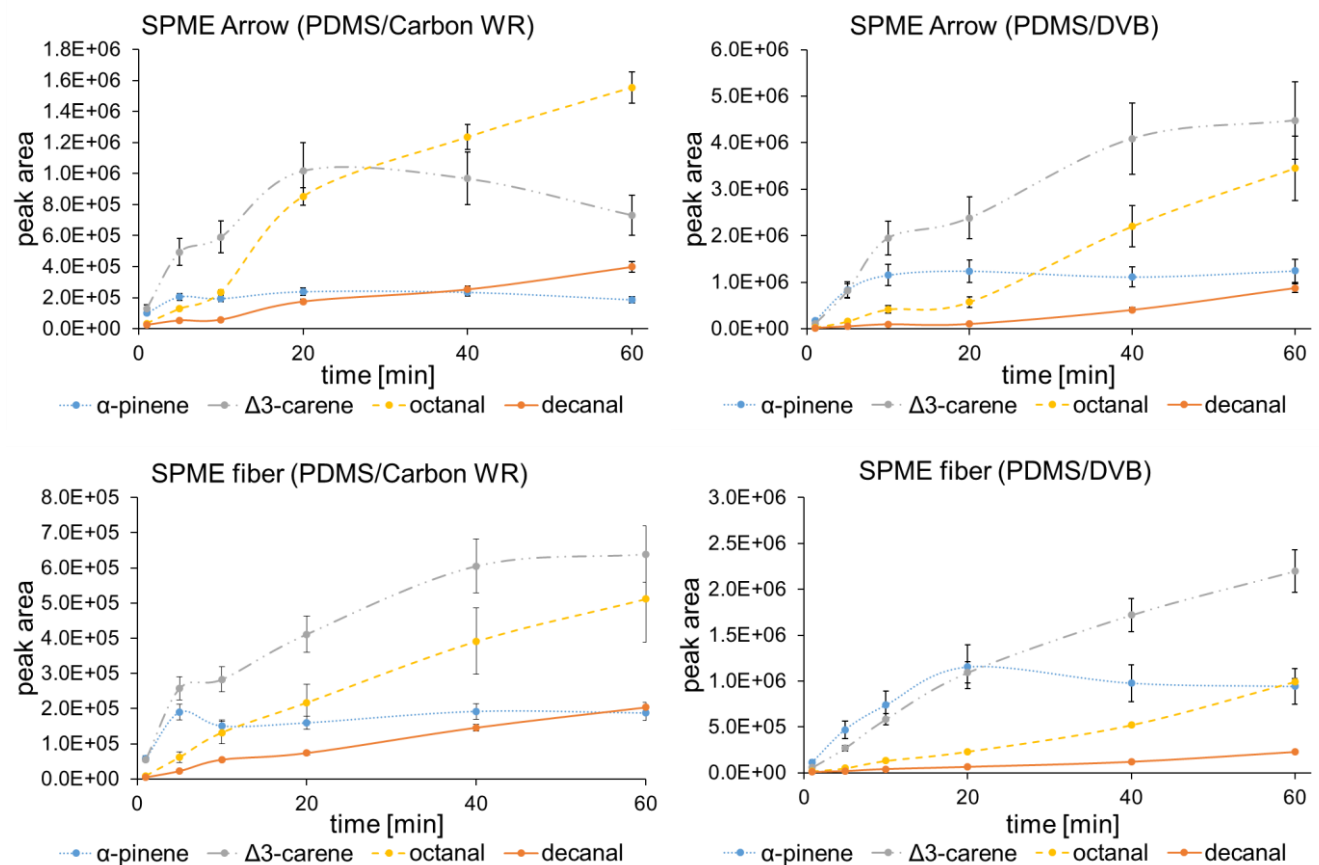 SPME Arrow (PDMS/Carbon WR)
1.8E+06
1.6E+06
1.4E+06
1.2E+06
1.0E+06
8.0E+05
6.0E+05
4.0E+05
2.0E+05
0.0E+00
peak area
0 20 40 60
time [min]
α-pinene Δ3-carene octanal decanal
SPME Arrow (PDMS/DVB)
6.0E+06
5.0E+06
4.0E+06
3.0E+06
2.0E+06
1.0E+06
0.0E+00
peak area
0 20 40 60
time [min]
α-pinene Δ3-carene octanal decanal
SPME fiber (PDMS/Carbon WR)
8.0E+05
7.0E+05
6.0E+05
5.0E+05
4.0E+05
3.0E+05
2.0E+05
1.0E+05
0.0E+00
peak area
0 20 40 60
time [min]
α-pinene Δ3-carene octanal decanal
SPME fiber (PDMS/DVB)
3.0E+06
2.5E+06
2.0E+06
1.5E+06
1.0E+06
5.0E+05
0.0E+00
peak area
0 20 40 60
time [min]
α-pinene Δ3-carene octanal decanal